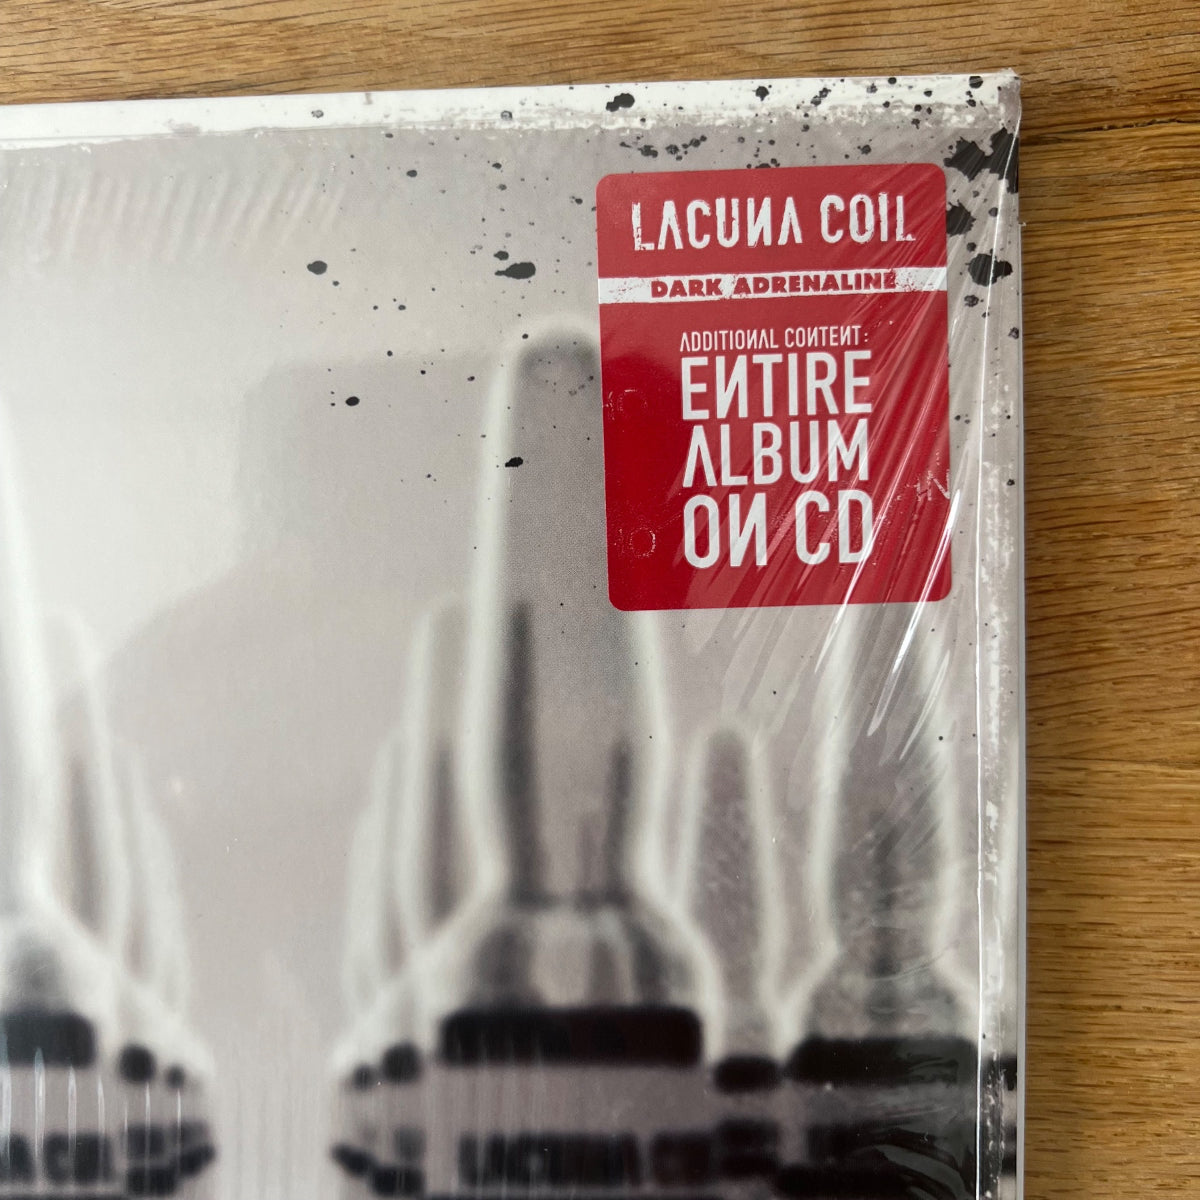 LACUNA COIL
DARK ADRENALINE
ADDITIONAL CONTENT:
ENTIRE
ALBUM
ON CD